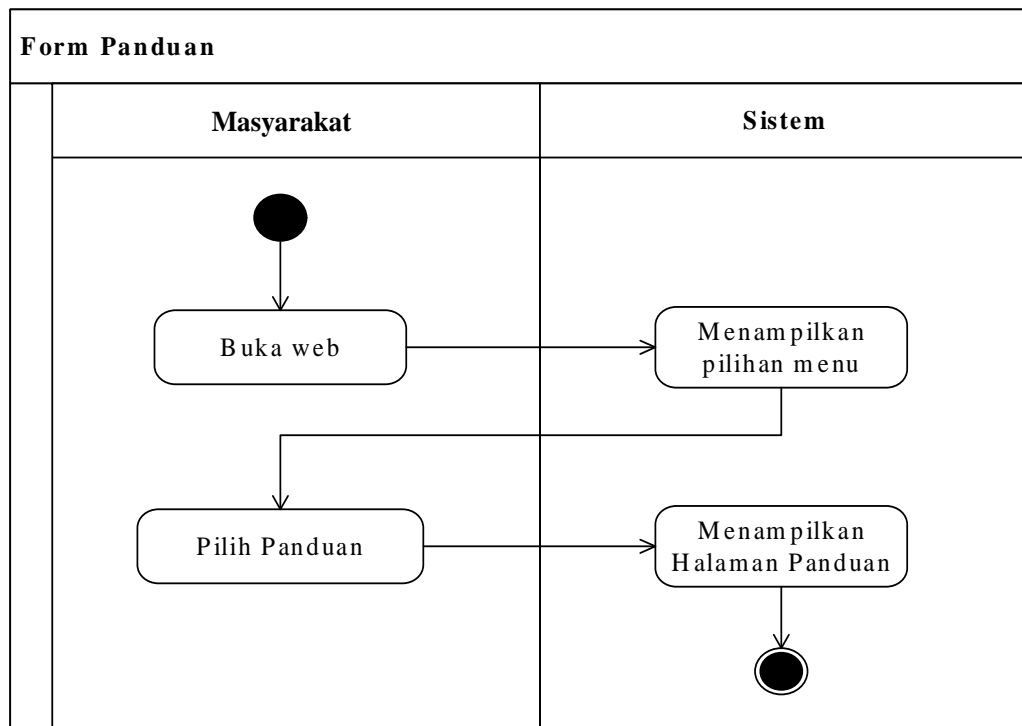 Form Panduan
Masyarakat
Sistem
Buka web
Menampilkan
pilihan menu
Pilih Panduan
Menampilkan
Halaman Panduan